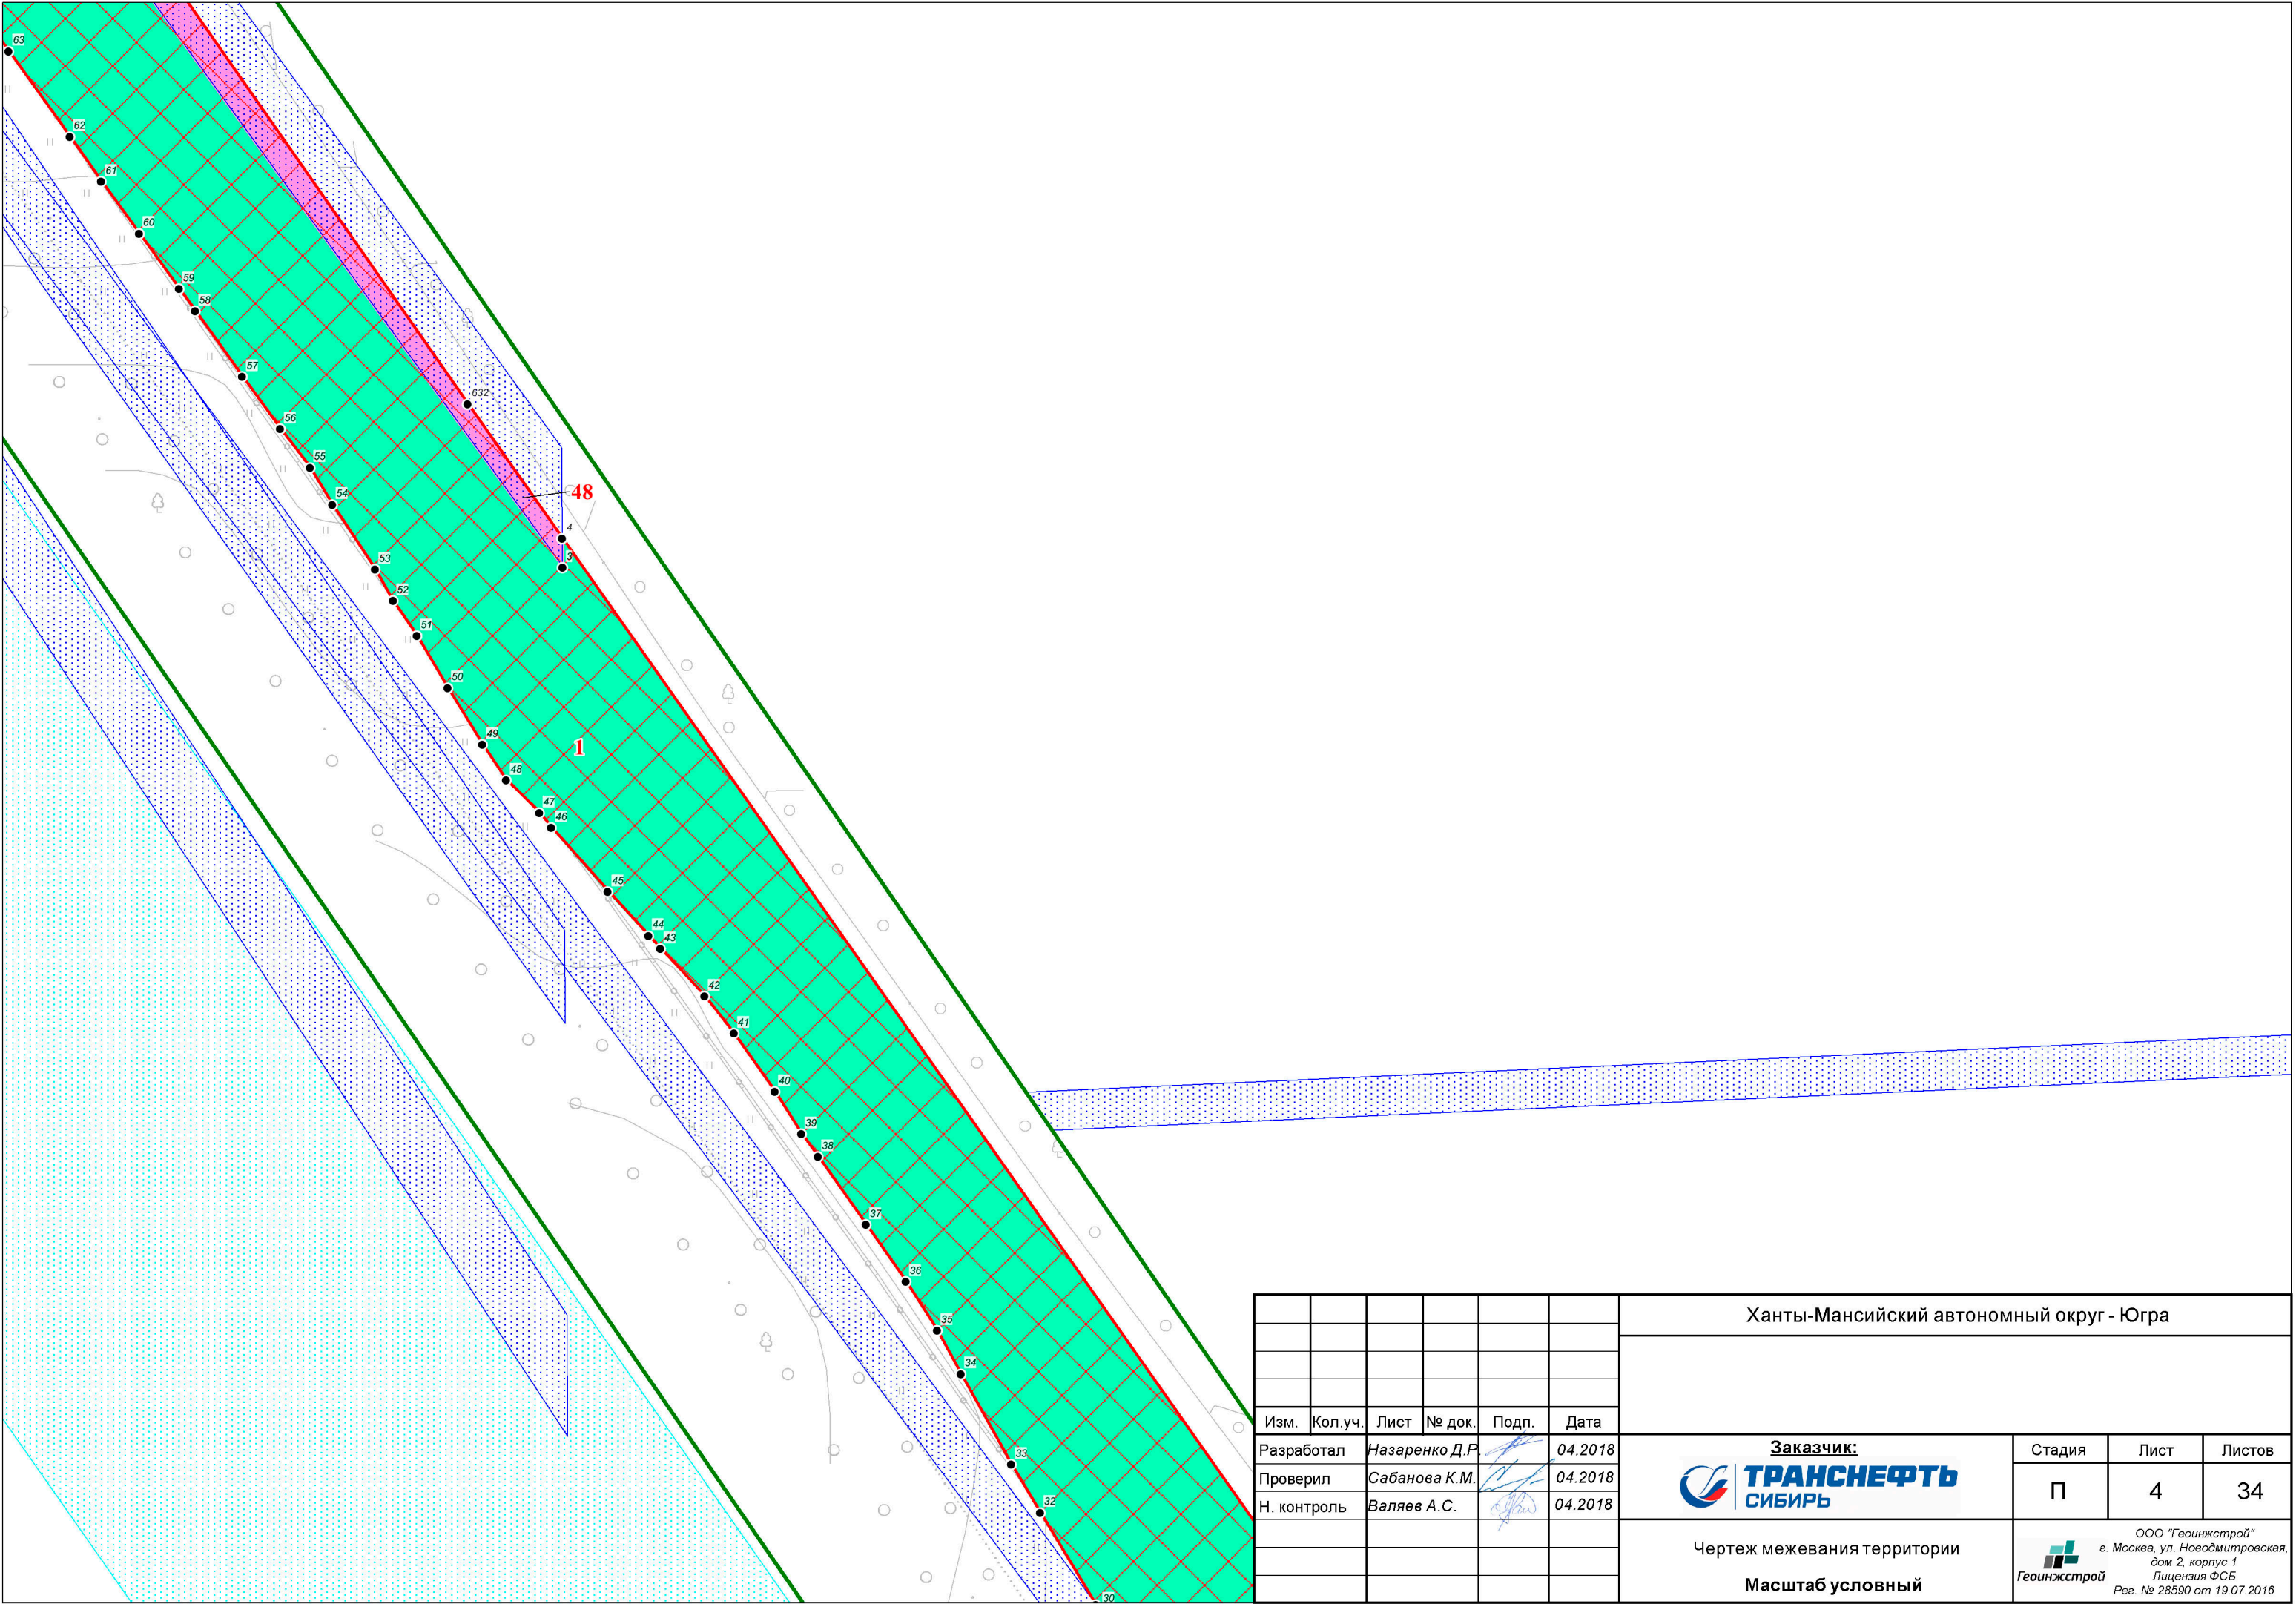 63
62
61
60
59
58
57
632
56
55
48
54
4
3
53
52
51
50
49
1
48
47
46
45
44
43
42
41
40
39
38
37
36
35
34
33
32
30
Ханты-Мансийский автономный округ - Югра
Изм. Кол.уч. Лист № док. Подп. Дата
Разработал Назаренко Д.Р. 04.2018
Проверил Сабанова К.М. 04.2018
Н. контроль Валяев А.С. 04.2018
Заказчик:
ТРАНСНЕФТЬ
СИБИРЬ
Стадия Лист Листов
П 4 34
Чертеж межевания территории
Масштаб условный
Геоинжстрой
ООО "Геоинжстрой"
г. Москва, ул. Новодмитровская,
дом 2, корпус 1
Лицензия ФСБ
Рег. № 28590 от 19.07.2016